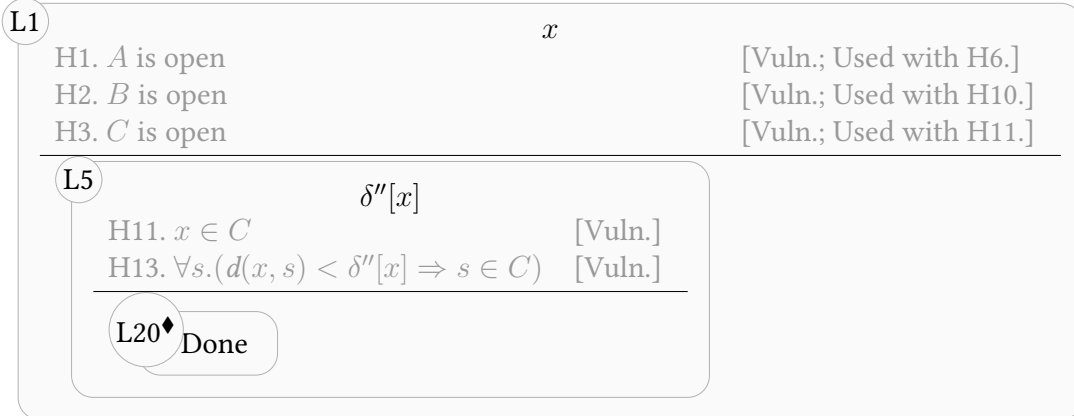 L1
x
H1. A is open [Vuln.; Used with H6.]
H2. B is open [Vuln.; Used with H10.]
H3. C is open [Vuln.; Used with H11.]
L5
δ″[x]
H11. x ∈ C [Vuln.]
H13. ∀s.(d(x, s) < δ″[x] ⇒ s ∈ C) [Vuln.]
L20♦ Done